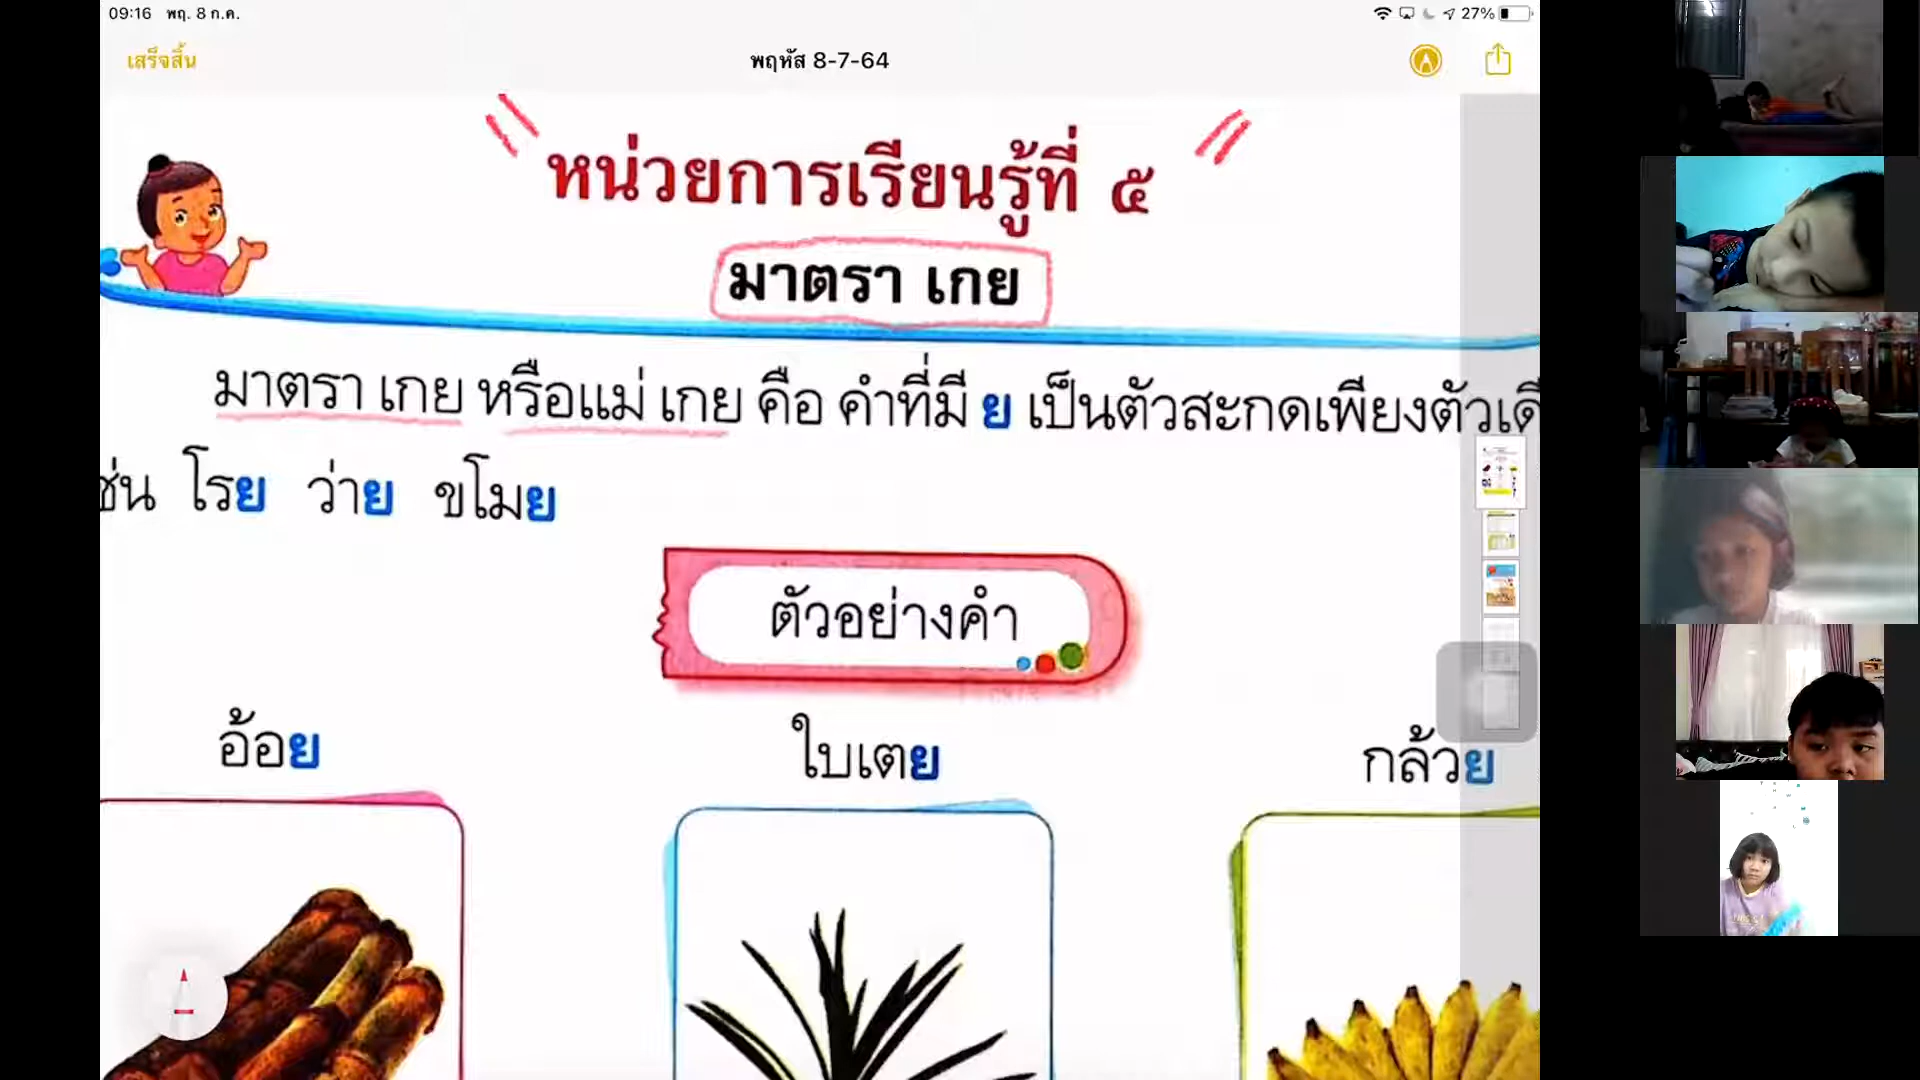 09:16 พฤ. 8 ก.ค.
27%
เสร็จสิ้น
พฤหัส 8-7-64
หน่วยการเรียนรู้ที่ ๕
มาตรา เกย
มาตรา เกย หรือแม่ เกย คือ คำที่มี ย เป็นตัวสะกดเพียงตัวเดี
ช่น โรย ว่าย ขโมย
ตัวอย่างคำ
อ้อย ใบเตย กล้วย